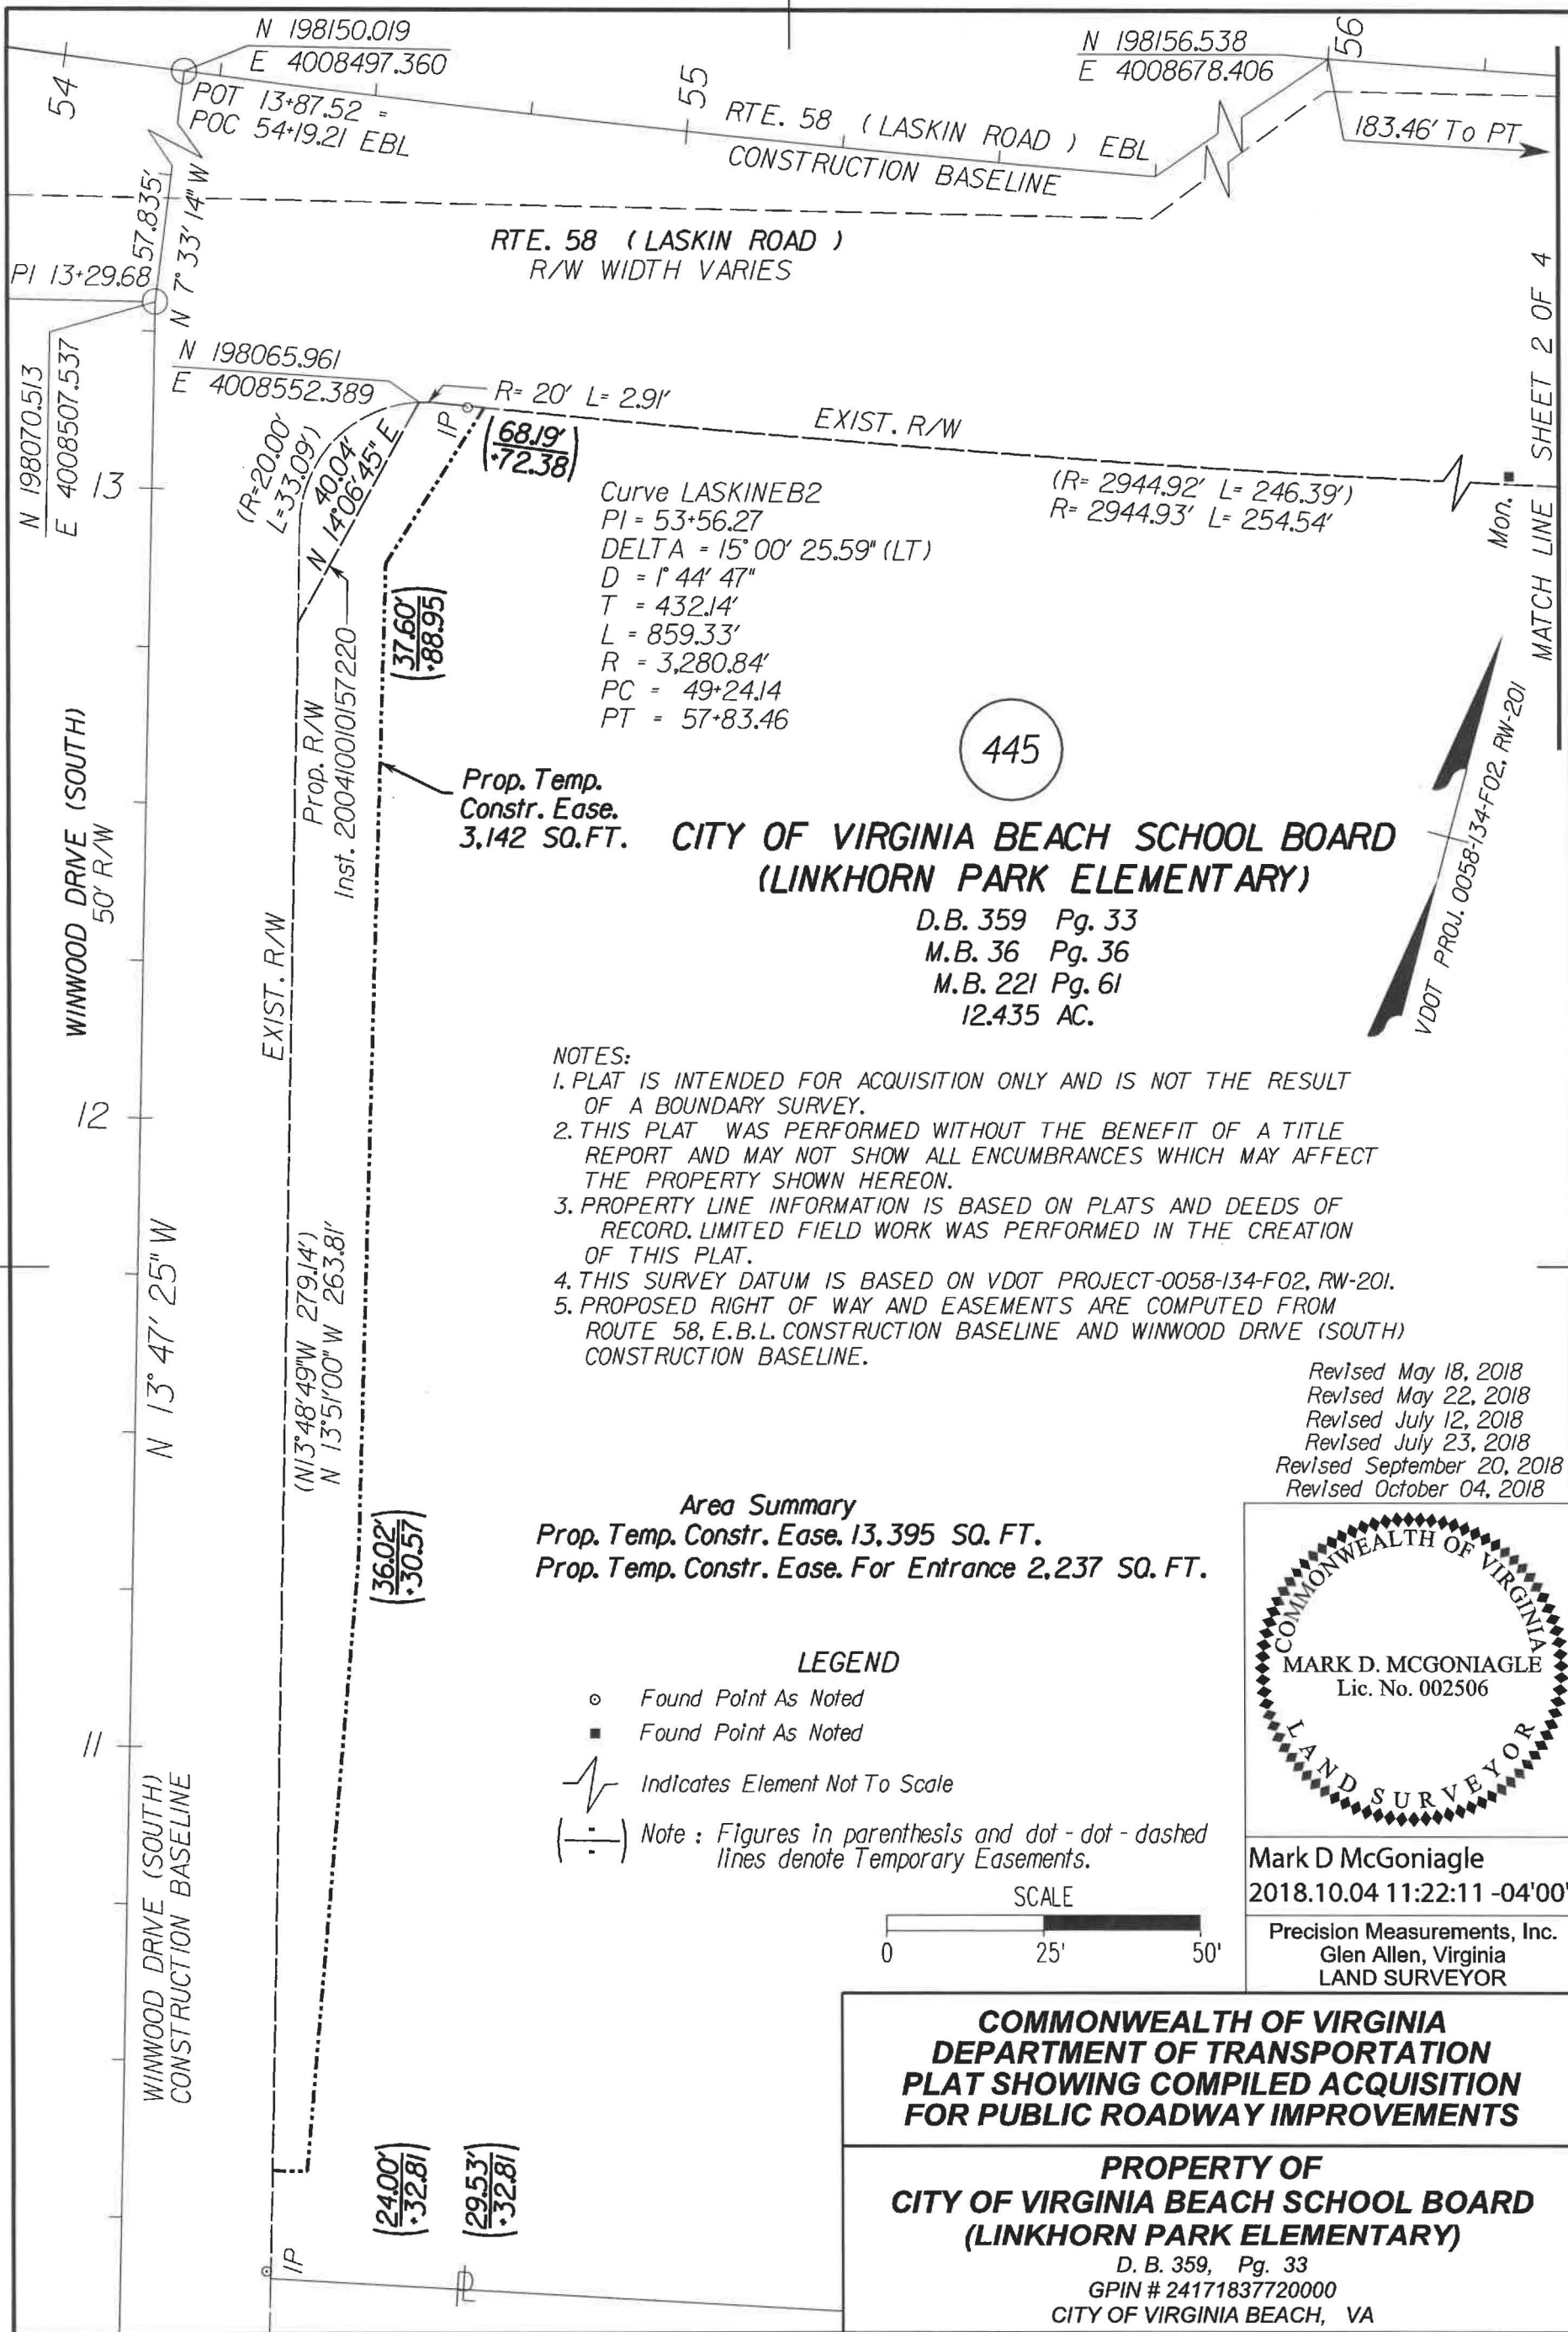 N 198150.019
E 4008497.360
54
POT 13+87.52 =
POC 54+19.21 EBL
55
RTE. 58 ( LASKIN ROAD ) EBL
CONSTRUCTION BASELINE
N 198156.538
E 4008678.406
56
183.46' To PT
57.835'
N 7° 33' 14" W
PI 13+29.68
N 198070.513
E 4008507.537
RTE. 58 ( LASKIN ROAD )
R/W WIDTH VARIES
N 198065.961
E 4008552.389
R= 20' L= 2.91'
IP
(68.19'
+72.38)
EXIST. R/W
(R= 2944.92' L= 246.39')
R= 2944.93' L= 254.54'
Mon.
MATCH LINE SHEET 2 OF 4
(R=20.00'
L=33.09')
40.04'
N 14°06'45" E
13
Curve LASKINEB2
PI = 53+56.27
DELTA = 15° 00' 25.59" (LT)
D = 1° 44' 47"
T = 432.14'
L = 859.33'
R = 3,280.84'
PC = 49+24.14
PT = 57+83.46
(37.60'
+88.95)
Prop. R/W
Inst. 200410010157220
WINWOOD DRIVE (SOUTH)
50' R/W
Prop. Temp.
Constr. Ease.
3,142 SQ.FT.
445
CITY OF VIRGINIA BEACH SCHOOL BOARD
(LINKHORN PARK ELEMENTARY)
D.B. 359 Pg. 33
M.B. 36 Pg. 36
M.B. 221 Pg. 61
12.435 AC.
VDOT PROJ. 0058-134-F02, RW-201
EXIST. R/W
12
NOTES:
1. PLAT IS INTENDED FOR ACQUISITION ONLY AND IS NOT THE RESULT
OF A BOUNDARY SURVEY.
2. THIS PLAT WAS PERFORMED WITHOUT THE BENEFIT OF A TITLE
REPORT AND MAY NOT SHOW ALL ENCUMBRANCES WHICH MAY AFFECT
THE PROPERTY SHOWN HEREON.
3. PROPERTY LINE INFORMATION IS BASED ON PLATS AND DEEDS OF
RECORD. LIMITED FIELD WORK WAS PERFORMED IN THE CREATION
OF THIS PLAT.
4. THIS SURVEY DATUM IS BASED ON VDOT PROJECT-0058-134-F02, RW-201.
5. PROPOSED RIGHT OF WAY AND EASEMENTS ARE COMPUTED FROM
ROUTE 58, E.B.L. CONSTRUCTION BASELINE AND WINWOOD DRIVE (SOUTH)
CONSTRUCTION BASELINE.
N 13° 47' 25" W
(N13°48'49"W 279.14')
N 13°51'00" W 263.81'
Revised May 18, 2018
Revised May 22, 2018
Revised July 12, 2018
Revised July 23, 2018
Revised September 20, 2018
Revised October 04, 2018
(36.02'
+30.57)
Area Summary
Prop. Temp. Constr. Ease. 13,395 SQ. FT.
Prop. Temp. Constr. Ease. For Entrance 2,237 SQ. FT.
COMMONWEALTH OF VIRGINIA
MARK D. MCGONIAGLE
Lic. No. 002506
LAND SURVEYOR
LEGEND
Found Point As Noted
Found Point As Noted
Indicates Element Not To Scale
Note : Figures in parenthesis and dot - dot - dashed
lines denote Temporary Easements.
11
WINWOOD DRIVE (SOUTH)
CONSTRUCTION BASELINE
SCALE
0 25' 50'
Mark D McGoniagle
2018.10.04 11:22:11 -04'00'
Precision Measurements, Inc.
Glen Allen, Virginia
LAND SURVEYOR
COMMONWEALTH OF VIRGINIA
DEPARTMENT OF TRANSPORTATION
PLAT SHOWING COMPILED ACQUISITION
FOR PUBLIC ROADWAY IMPROVEMENTS
(24.00'
+32.81)
(29.53'
+32.81)
IP
PL
PROPERTY OF
CITY OF VIRGINIA BEACH SCHOOL BOARD
(LINKHORN PARK ELEMENTARY)
D. B. 359, Pg. 33
GPIN # 24171837720000
CITY OF VIRGINIA BEACH, VA